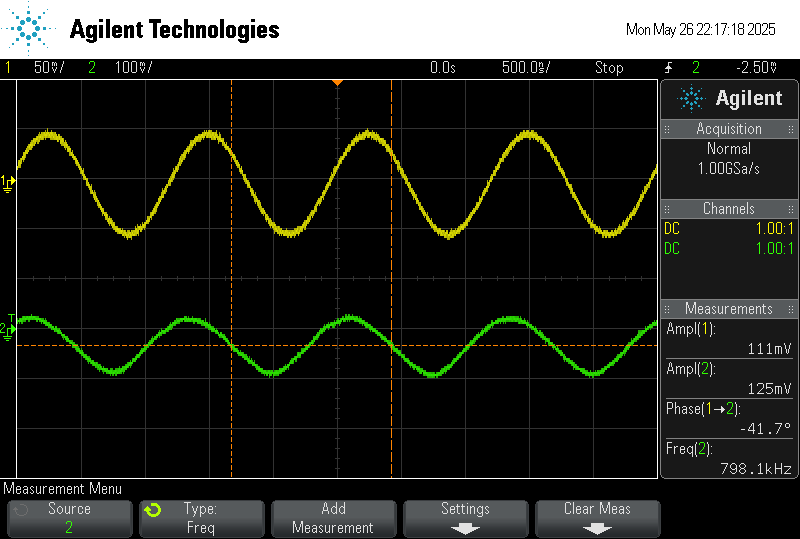 Agilent Technologies
Mon May 26 22:17:18 2025
1 50mV/ 2 100mV/ 0.0s 500.0ns/ Stop 2 -2.50mV
Agilent
Acquisition
Normal
1.00GSa/s
Channels
DC 1.00:1
DC 1.00:1
Measurements
Ampl(1):
111mV
Ampl(2):
125mV
Phase(1→2):
-41.7°
Freq(2):
798.1kHz
1
T
2
Measurement Menu
Source
2
Type:
Freq
Add
Measurement
Settings
Clear Meas